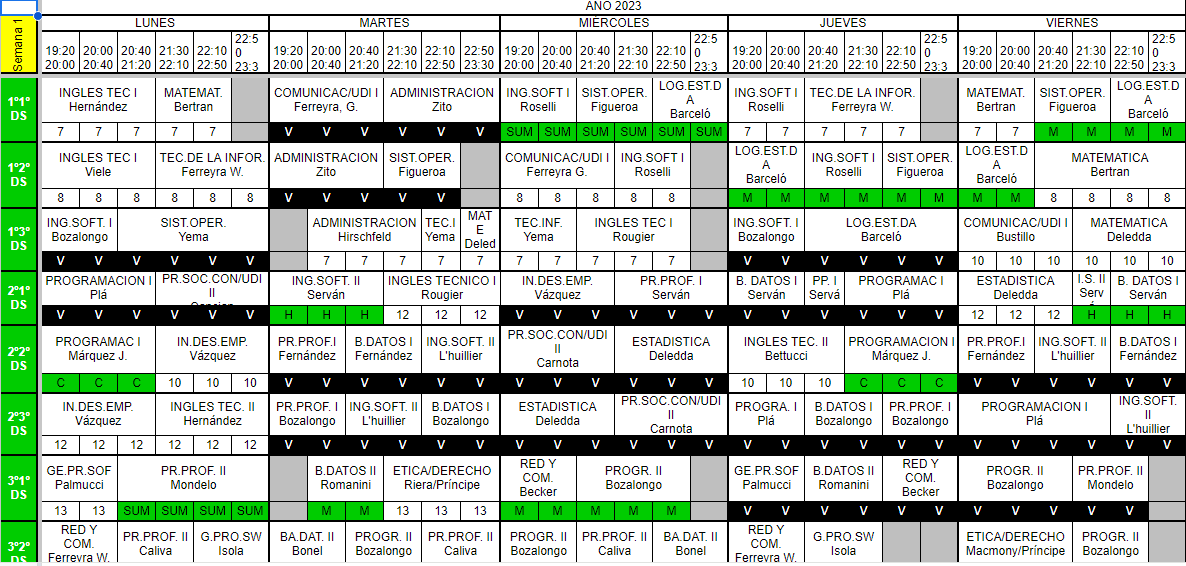 AÑO 2023
Semana 1
LUNES MARTES MIÉRCOLES JUEVES VIERNES
19:20 20:00 20:40 21:30 22:10 22:5 19:20 20:00 20:40 21:30 22:10 22:50 19:20 20:00 20:40 21:30 22:10 22:5 19:20 20:00 20:40 21:30 22:10 22:5 19:20 20:00 20:40 21:30 22:10 22:5
0 0 0 0
20:00 20:40 21:20 22:10 22:50 23:3 20:00 20:40 21:20 22:10 22:50 23:30 20:00 20:40 21:20 22:10 22:50 23:3 20:00 20:40 21:20 22:10 22:50 23:3 20:00 20:40 21:20 22:10 22:50 23:3
1º1º
DS
INGLES TEC I
Hernández
MATEMAT.
Bertran
COMUNICAC/UDI I
Ferreyra, G.
ADMINISTRACION
Zito
ING.SOFT I
Roselli
SIST.OPER.
Figueroa
LOG.EST.D
A
Barceló
ING.SOFT I
Roselli
TEC.DE LA INFOR.
Ferreyra W.
MATEMAT.
Bertran
SIST.OPER.
Figueroa
LOG.EST.D
A
Barceló
7 7 7 7 7 V V V V V V SUM SUM SUM SUM SUM SUM 7 7 7 7 7 7 7 M M M M
1º2º
DS
INGLES TEC I
Viele
TEC.DE LA INFOR.
Ferreyra W.
ADMINISTRACION
Zito
SIST.OPER.
Figueroa
COMUNICAC/UDI I
Ferreyra G.
ING.SOFT I
Roselli
LOG.EST.D
A
Barceló
ING.SOFT I
Roselli
SIST.OPER.
Figueroa
LOG.EST.D
A
Barceló
MATEMATICA
Bertran
8 8 8 8 8 8 V V V V V 8 8 8 8 8 M M M M M M M M 8 8 8 8
1º3º
DS
ING.SOFT. I
Bozalongo
SIST.OPER.
Yema
ADMINISTRACION
Hirschfeld
TEC.I
Yema
MAT
E
Deled
TEC.INF.
Yema
INGLES TEC I
Rougier
ING.SOFT. I
Bozalongo
LOG.EST.DA
Barceló
COMUNICAC/UDI I
Bustillo
MATEMATICA
Deledda
V V V V V V 7 7 7 7 7 7 7 7 7 7 V V V V V V 10 10 10 10 10 10
2º1º
DS
PROGRAMACION I
Plá
PR.SOC.CON/UDI
II
ING.SOFT. II
Serván
INGLES TECNICO I
Rougier
IN.DES.EMP.
Vázquez
PR.PROF. I
Serván
B. DATOS I
Serván
PP. I
Servá
PROGRAMAC I
Plá
ESTADISTICA
Deledda
I.S. II
Serv
B. DATOS I
Serván
V V V V V V H H H 12 12 12 V V V V V V V V V V V V 12 12 12 H H H
2º2º
DS
PROGRAMAC I
Márquez J.
IN.DES.EMP.
Vázquez
PR.PROF.I
Fernández
B.DATOS I
Fernández
ING.SOFT. II
L'huillier
PR.SOC.CON/UDI
II
Carnota
ESTADISTICA
Deledda
INGLES TEC. II
Bettucci
PROGRAMACION I
Márquez J.
PR.PROF.I
Fernández
ING.SOFT. II
L'huillier
B.DATOS I
Fernández
C C C 10 10 10 V V V V V V V V V V V V 10 10 10 C C C V V V V V V
2º3º
DS
IN.DES.EMP.
Vázquez
INGLES TEC. II
Hernández
PR.PROF. I
Bozalongo
ING.SOFT. II
L'huillier
B.DATOS I
Bozalongo
ESTADISTICA
Deledda
PR.SOC.CON/UDI
II
Carnota
PROGRA. I
Plá
B.DATOS I
Bozalongo
PR.PROF. I
Bozalongo
PROGRAMACION I
Plá
ING.SOFT.
II
L'huillier
12 12 12 12 12 12 V V V V V V V V V V V V V V V V V V V V V V V V
3º1º
DS
GE.PR.SOF
Palmucci
PR.PROF. II
Mondelo
B.DATOS II
Romanini
ETICA/DERECHO
Riera/Príncipe
RED Y
COM.
Becker
PROGR. II
Bozalongo
GE.PR.SOF
Palmucci
B.DATOS II
Romanini
RED Y
COM.
Becker
PROGR. II
Bozalongo
PR.PROF. II
Mondelo
13 13 SUM SUM SUM SUM M M 13 13 13 M M M M M V V V V V V V V V V V
3º2º
DS
RED Y
COM.
Ferreyra W.
PR.PROF. II
Caliva
G.PRO.SW
Isola
BA.DAT. II
Bonel
PROGR. II
Bozalongo
PR.PROF. II
Caliva
PROGR. II
Bozalongo
PR.PROF. II
Caliva
BA.DAT. II
Bonel
RED Y
COM.
Ferreyra W.
G.PRO.SW
Isola
ETICA/DERECHO
Macmony/Príncipe
PROGR. II
Bozalongo